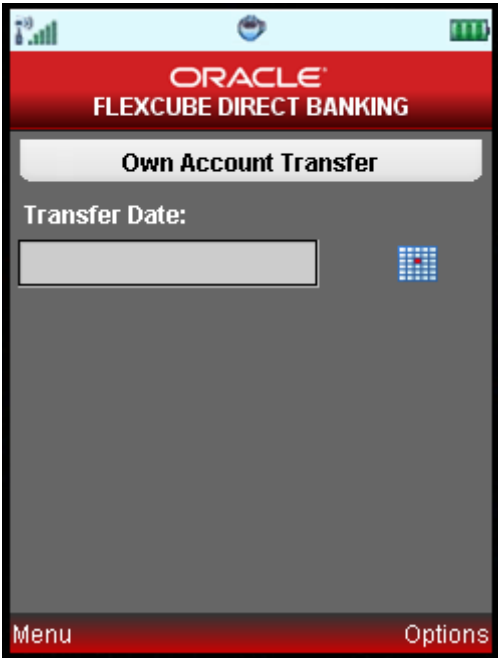 ORACLE
FLEXCUBE DIRECT BANKING
Own Account Transfer
Transfer Date:
Menu
Options